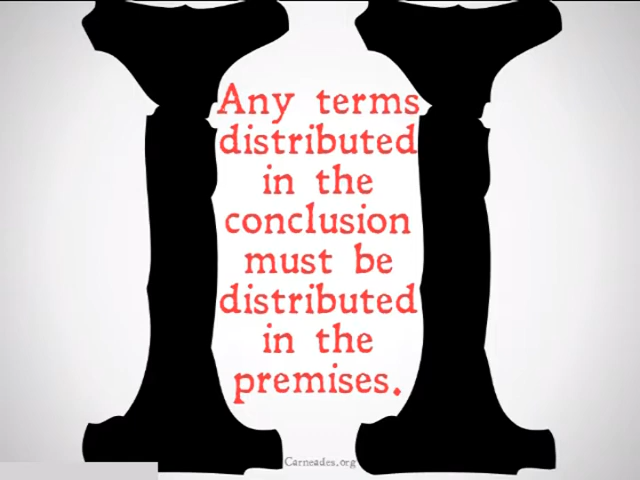 Any terms
distributed
in the
conclusion
must be
distributed
in the
premises.
Carneades.org